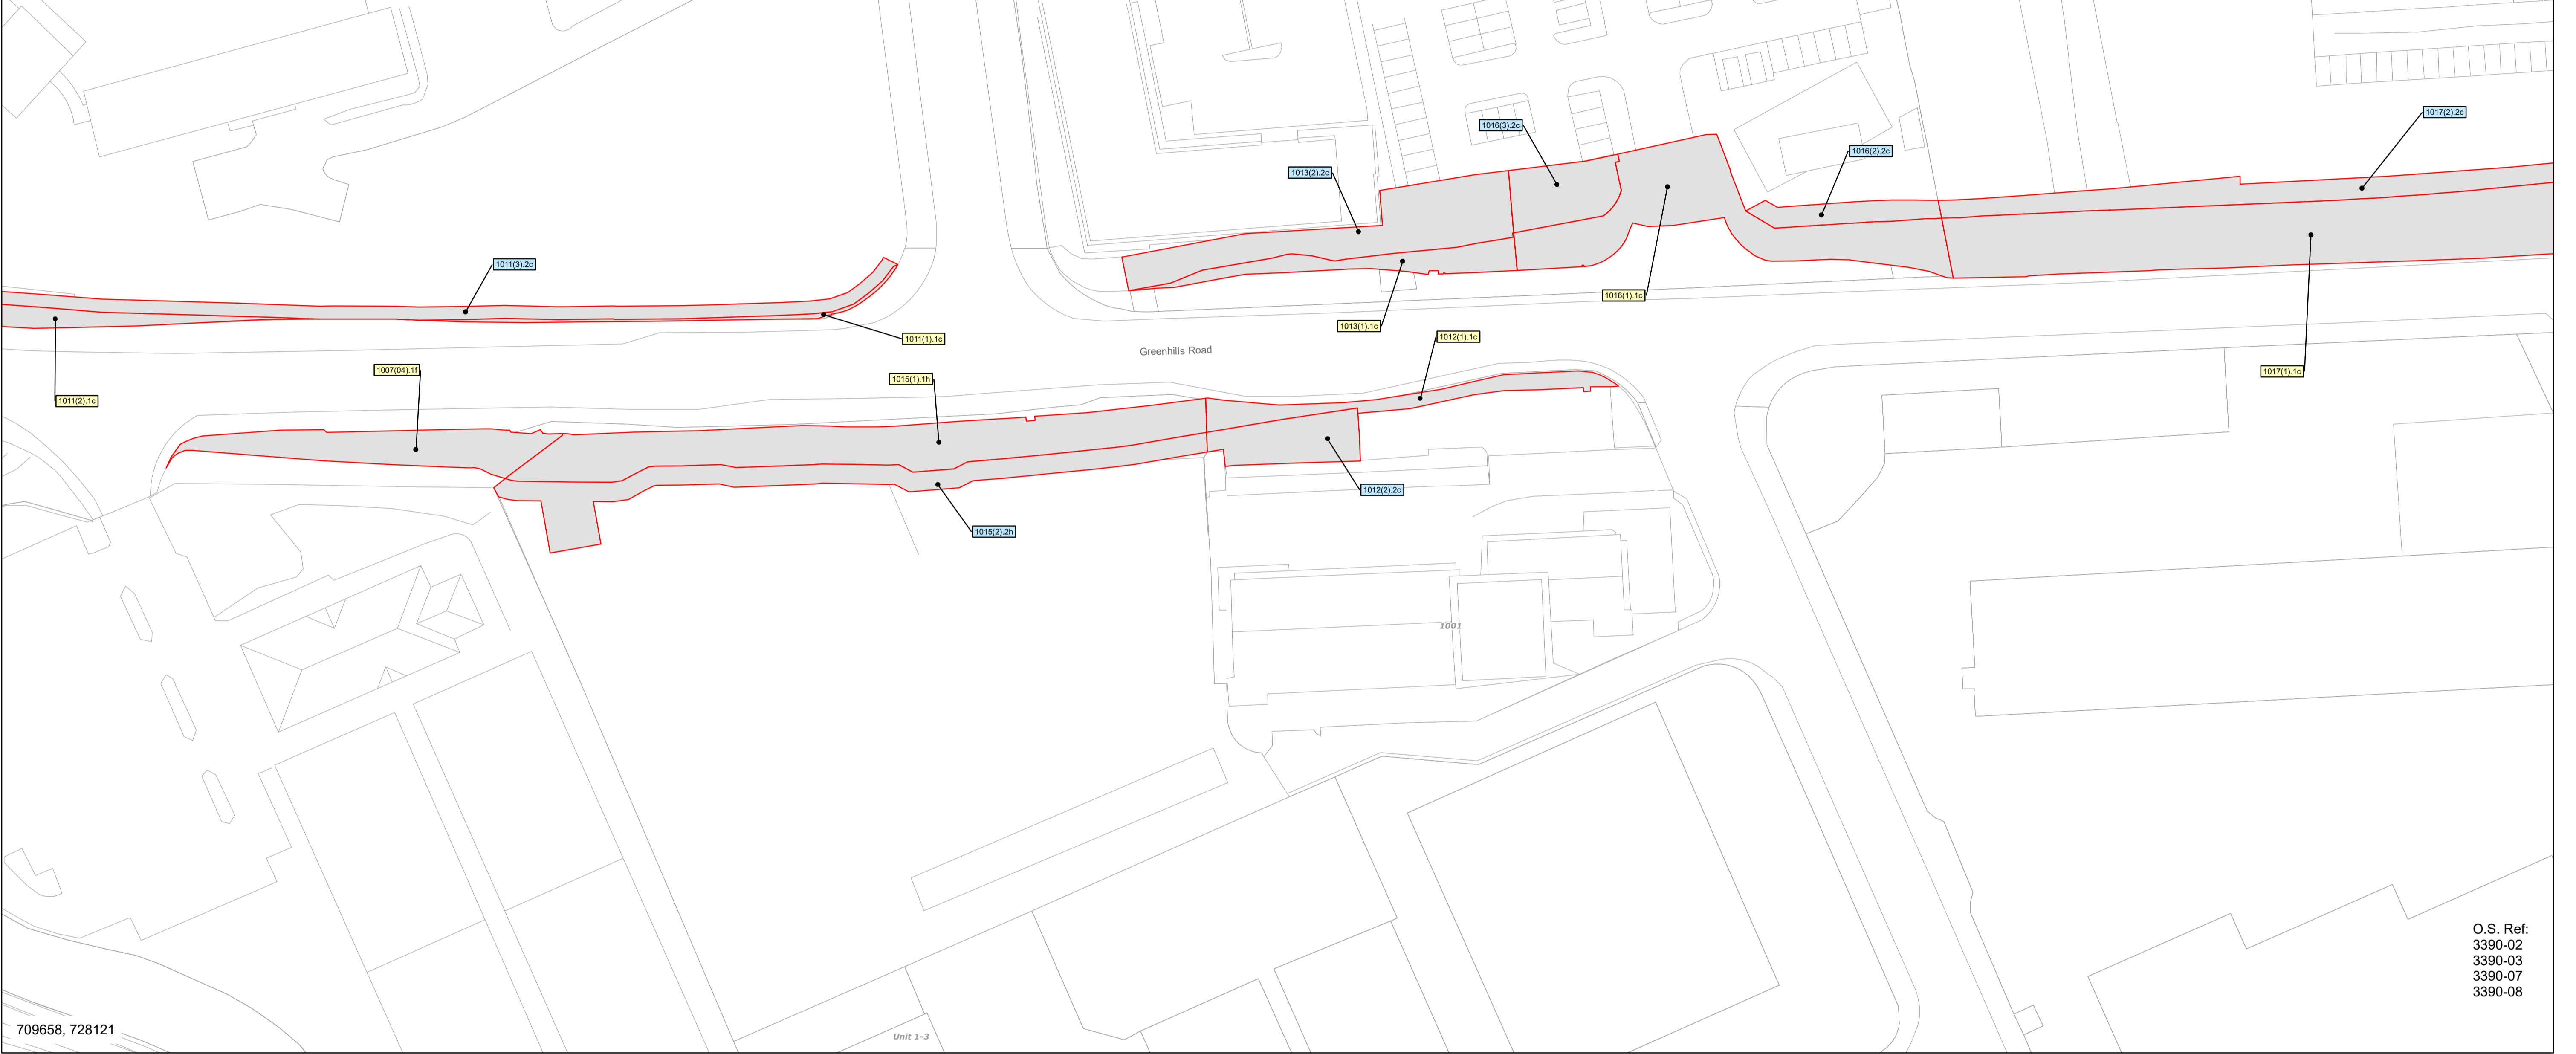 1017(2).2c
1016(3).2c
1016(2).2c
1013(2).2c
1011(3).2c
1016(1).1c
1013(1).1c
1011(1).1c
1012(1).1c
Greenhills Road
1007(04).1f
1017(1).1c
1015(1).1h
1011(2).1c
1012(2).2c
1015(2).2h
1001
O.S. Ref:
3390-02
3390-03
3390-07
3390-08
709658, 728121
Unit 1-3